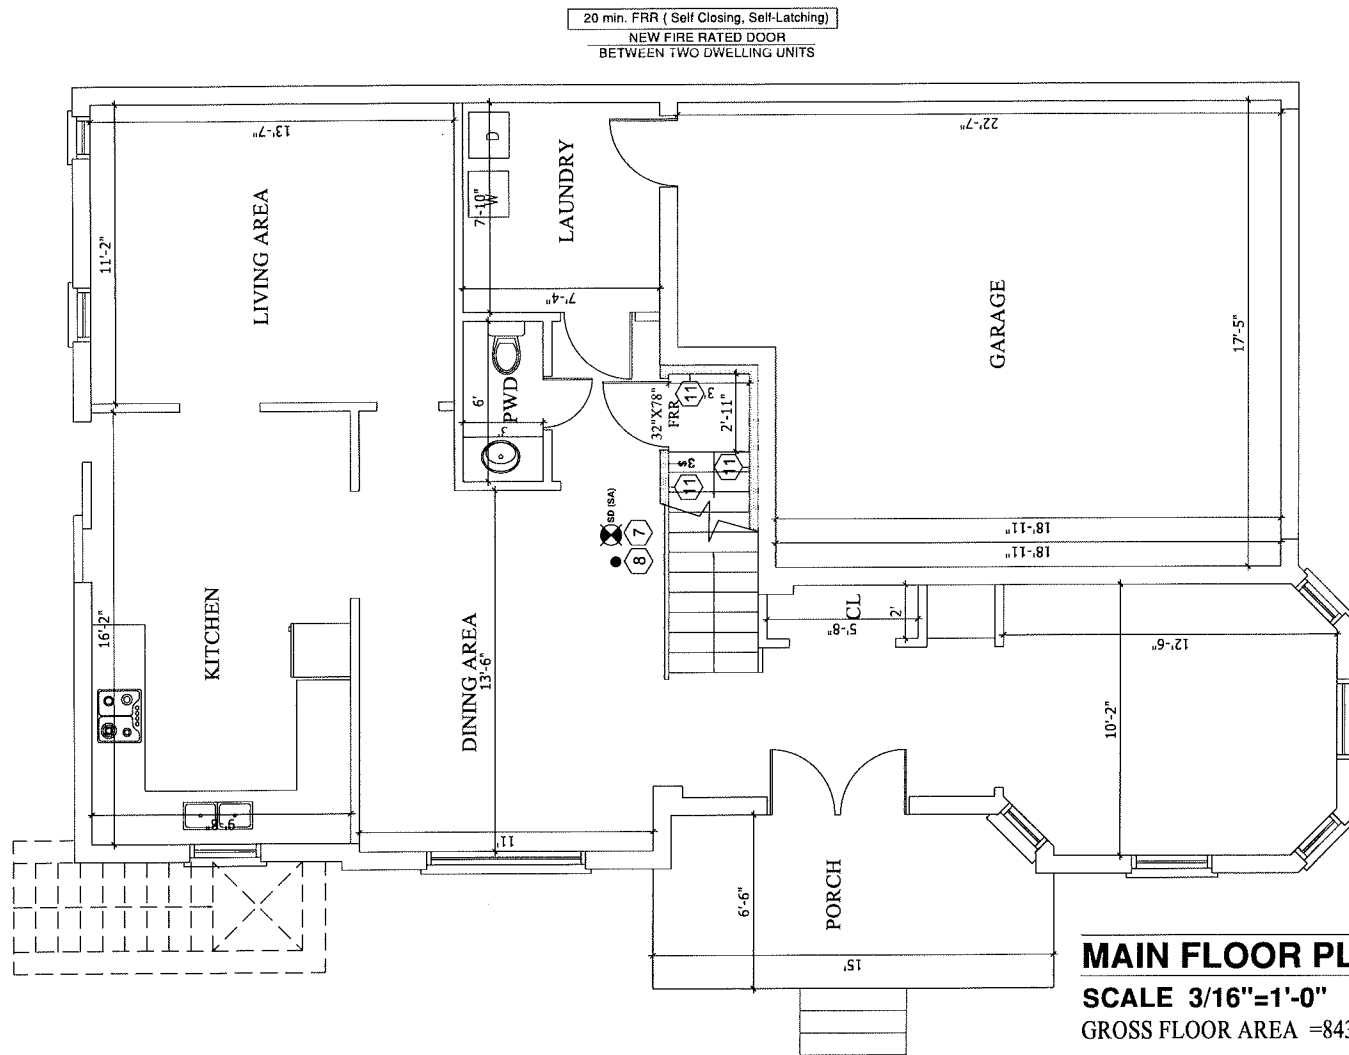 20 min. FRR ( Self Closing, Self-Latching)
NEW FIRE RATED DOOR
BETWEEN TWO DWELLING UNITS
13'-7"
D
W
7'-10"
LAUNDRY
22'-7"
11'-2"
LIVING AREA
7'-4"
GARAGE
17'-5"
6'
PWD
3'
32"X78"
FRR
11
3'
2'-11"
3s
11
11
SD (SA)
7
8
18'-11"
18'-11"
16'-2"
KITCHEN
DINING AREA
13'-6"
CL
2'
5'-8"
12'-6"
10'-2"
9'-8"
11'
6'-6"
PORCH
15'
MAIN FLOOR PL
SCALE 3/16"=1'-0"
GROSS FLOOR AREA =843